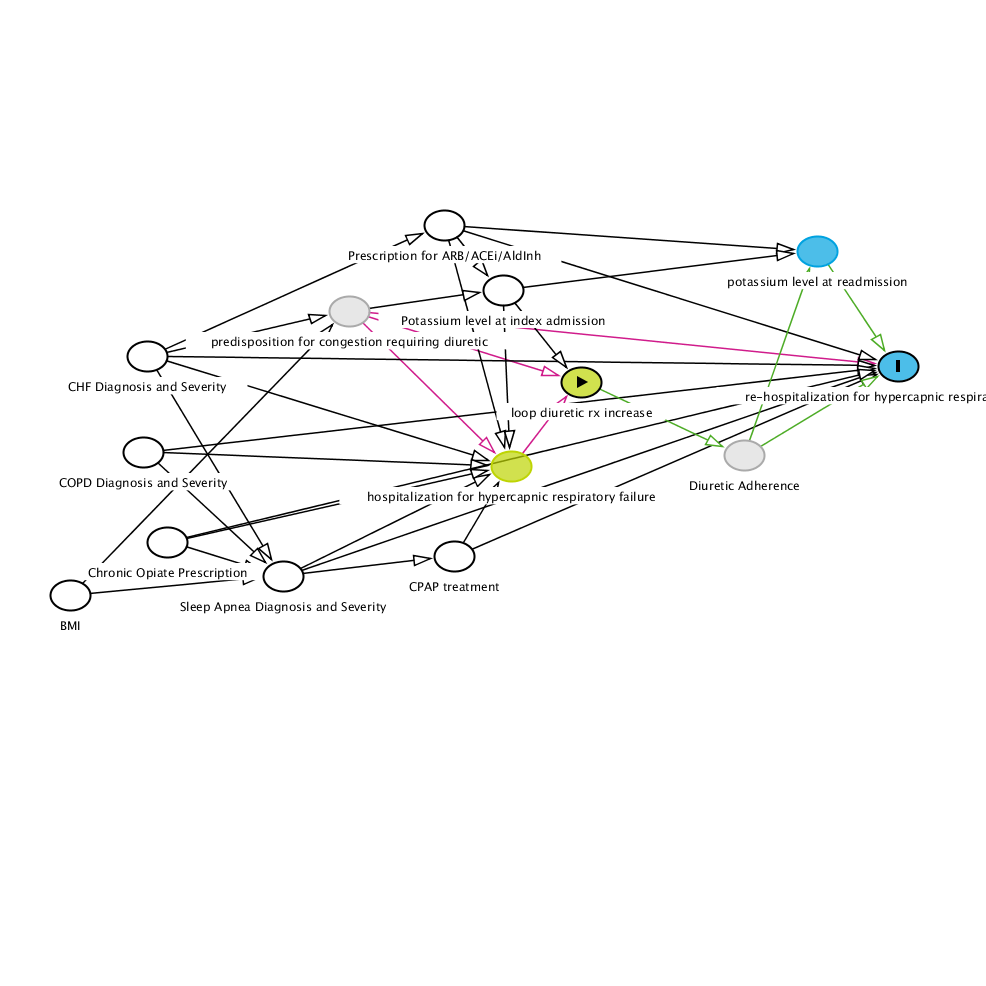 Prescription for ARB/ACEi/AldInh
potassium level at readmission
Potassium level at index admission
predisposition for congestion requiring diuretic
CHF Diagnosis and Severity
re-hospitalization for hypercapnic
loop diuretic rx increase
COPD Diagnosis and Severity
Diuretic Adherence
hospitalization for hypercapnic respiratory failure
Chronic Opiate Prescription
CPAP treatment
Sleep Apnea Diagnosis and Severity
BMI